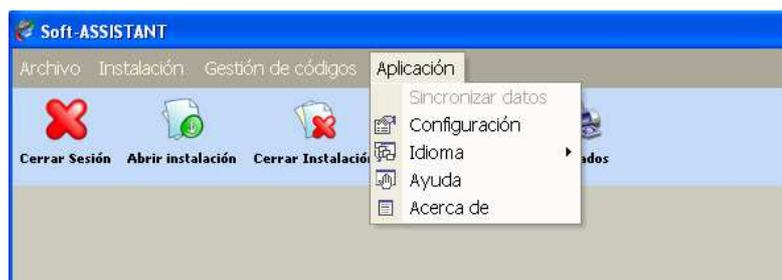 Soft-ASSISTANT
Archivo Instalación Gestión de códigos Aplicación
Sincronizar datos
Configuración
Idioma
Ayuda
Acerca de
Cerrar Sesión Abrir instalación Cerrar Instalació ados